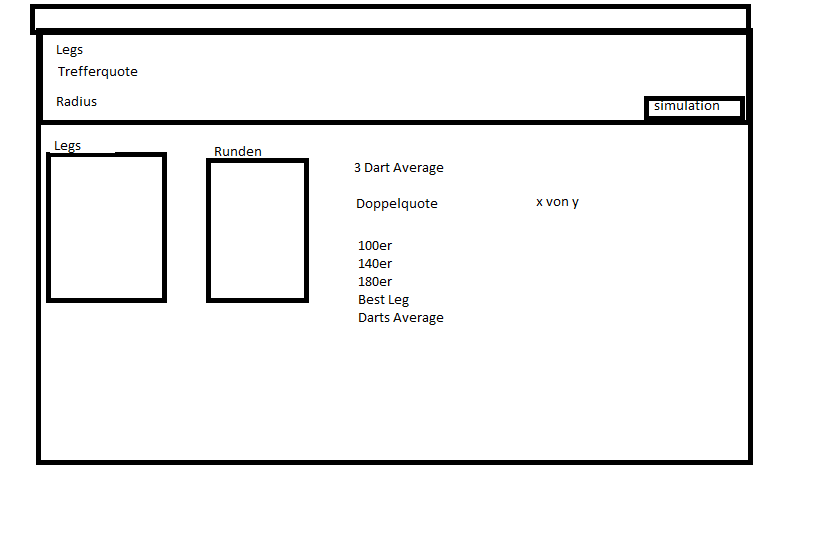 Legs
Trefferquote
Radius
simulation
Legs
Runden
3 Dart Average
Doppelquote
x von y
100er
140er
180er
Best Leg
Darts Average